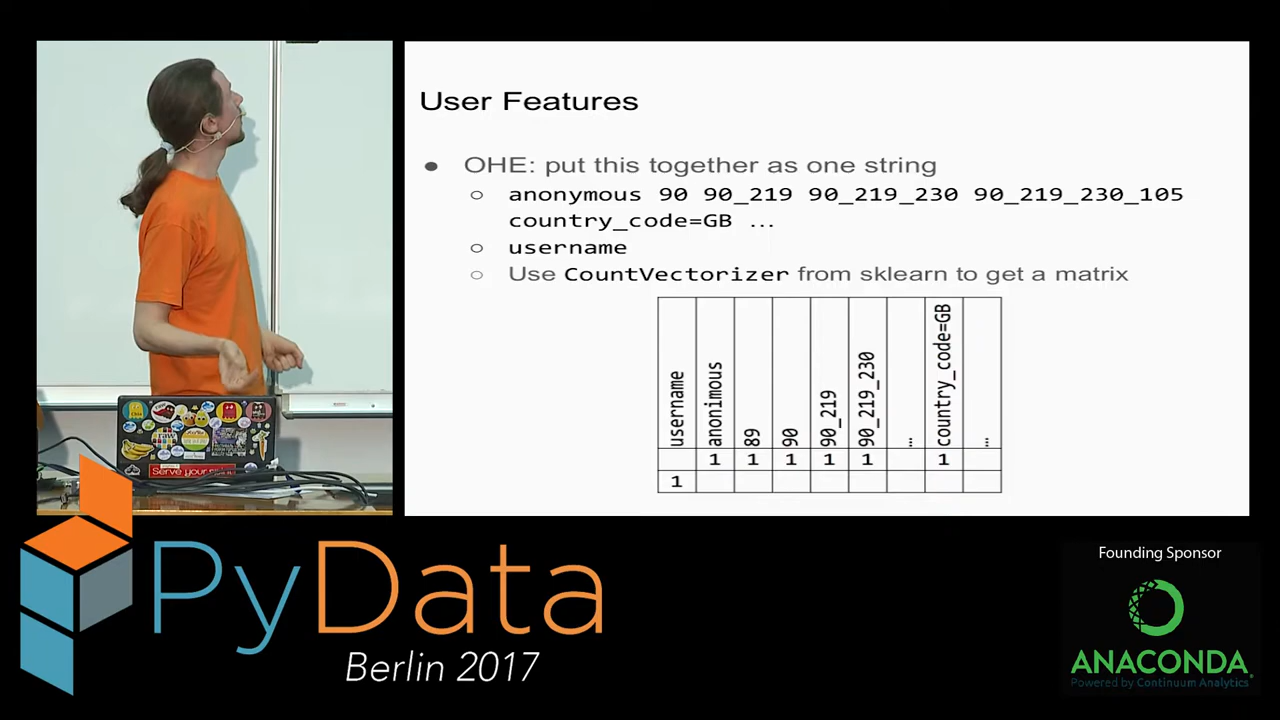 User Features
● OHE: put this together as one string
○ anonymous 90 90_219 90_219_230 90_219_230_105
country_code=GB ...
○ username
○ Use CountVectorizer from sklearn to get a matrix
username anonimous 89 90 90_219 90_219_230 ... country_code=GB ...
1 1 1 1 1 1
1
Serve your
PyData
Berlin 2017
Founding Sponsor
ANACONDA
Powered by Continuum Analytics